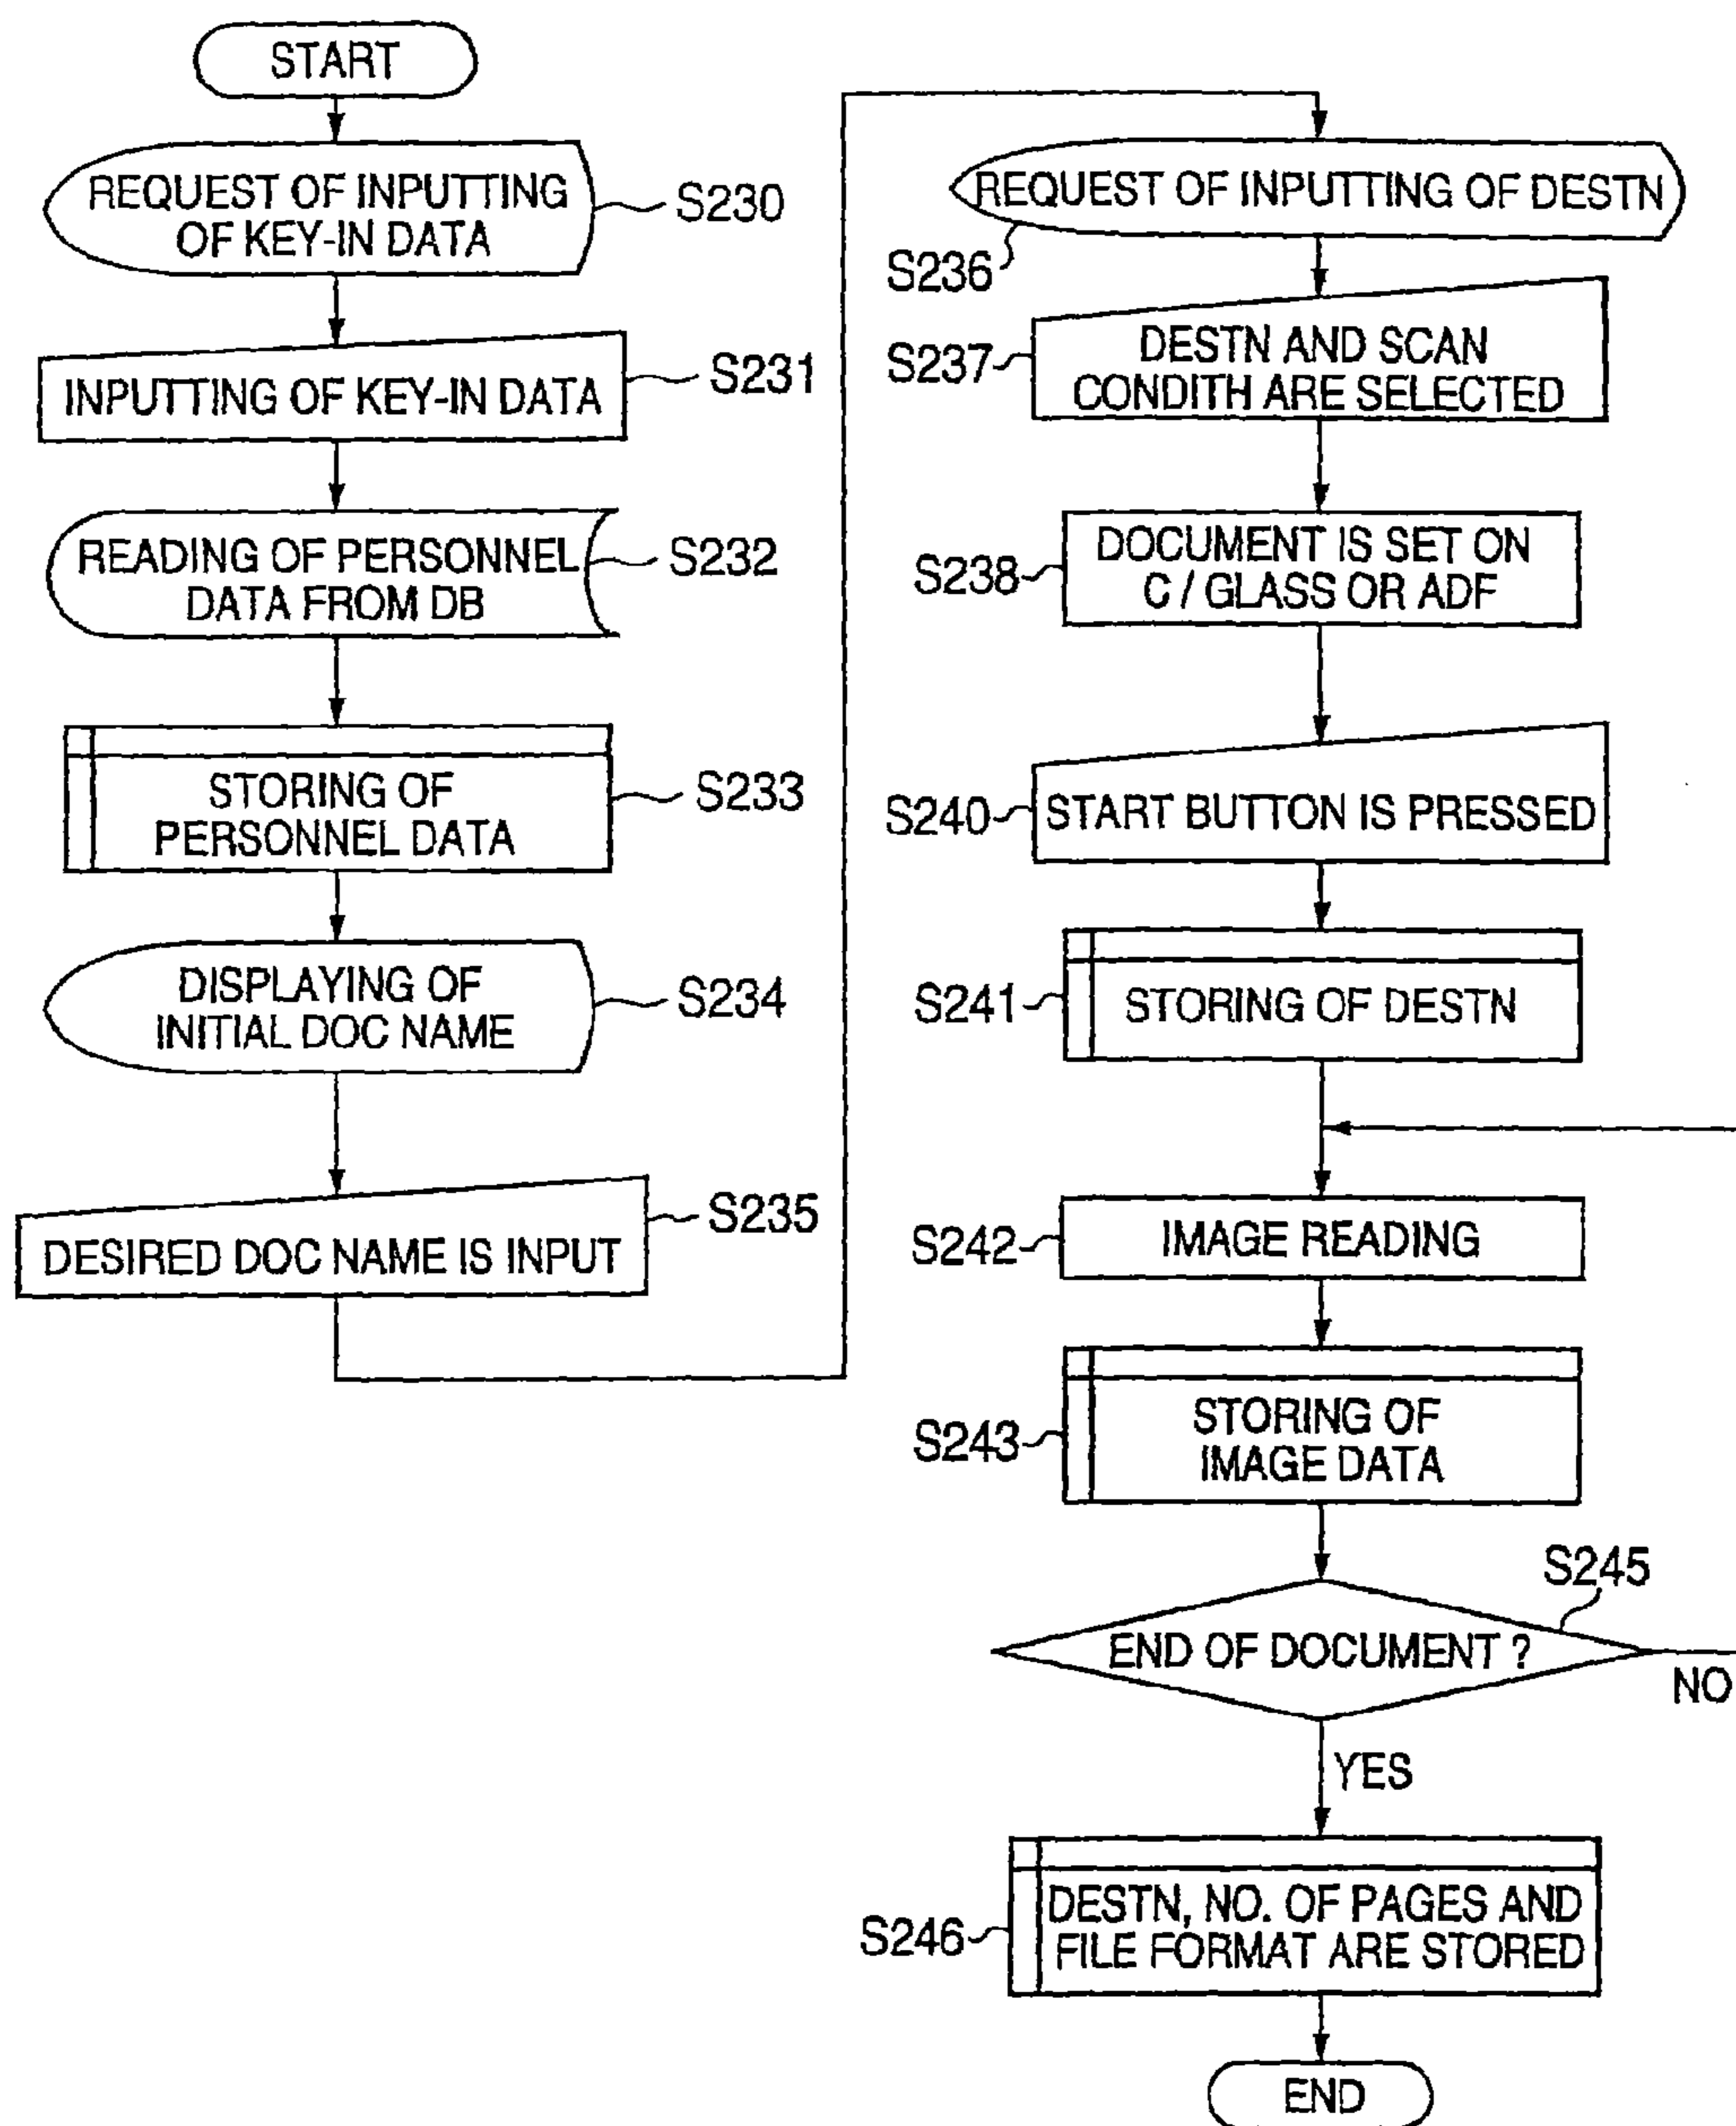 START
REQUEST OF INPUTTING
OF KEY-IN DATA
S230
INPUTTING OF KEY-IN DATA
S231
READING OF PERSONNEL
DATA FROM DB
S232
STORING OF
PERSONNEL DATA
S233
DISPLAYING OF
INITIAL DOC NAME
S234
DESIRED DOC NAME IS INPUT
S235
REQUEST OF INPUTTING OF DESTN
S236
DESTN AND SCAN
CONDITH ARE SELECTED
S237
DOCUMENT IS SET ON
C / GLASS OR ADF
S238
START BUTTON IS PRESSED
S240
STORING OF DESTN
S241
IMAGE READING
S242
STORING OF
IMAGE DATA
S243
END OF DOCUMENT ?
S245
NO
YES
DESTN, NO. OF PAGES AND
FILE FORMAT ARE STORED
S246
END